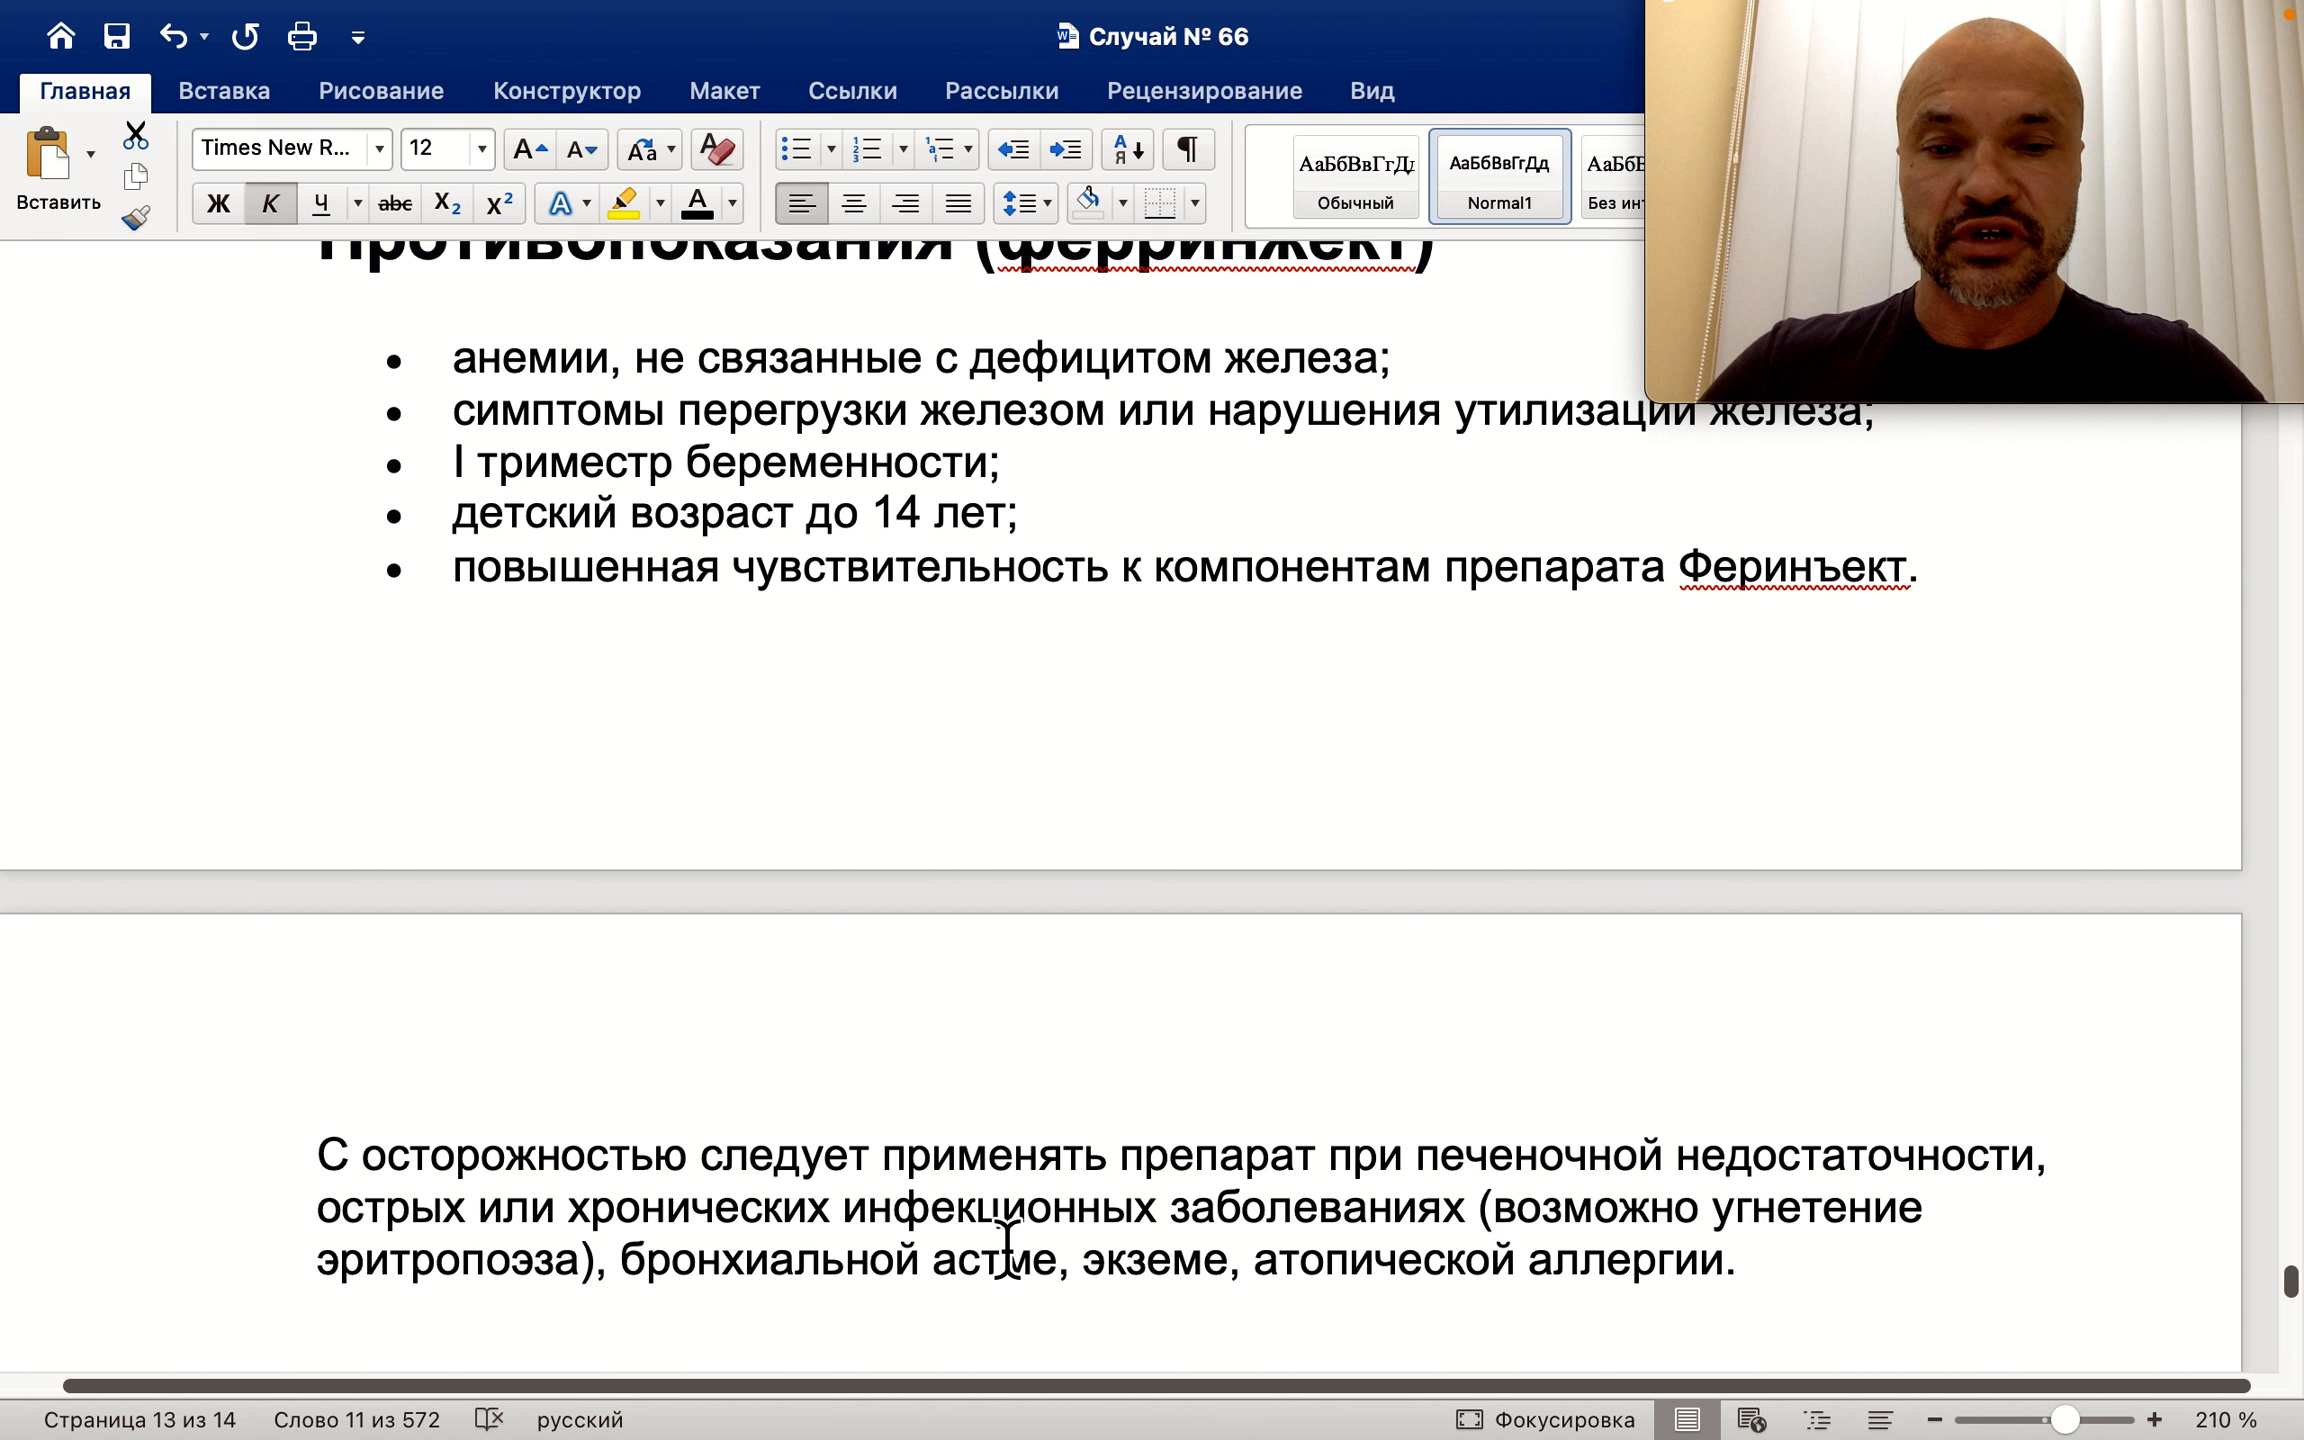 Случай № 66
Главная Вставка Рисование Конструктор Макет Ссылки Рассылки Рецензирование Вид
Вставить
Times New R... 12
АаБбВвГгДд АаБбВвГгДд АаБбВ
Обычный Normal1 Без инт
Противопоказания (ферринжект)
• анемии, не связанные с дефицитом железа;
• симптомы перегрузки железом или нарушения утилизации железа;
• I триместр беременности;
• детский возраст до 14 лет;
• повышенная чувствительность к компонентам препарата Феринъект.
С осторожностью следует применять препарат при печеночной недостаточности,
острых или хронических инфекционных заболеваниях (возможно угнетение
эритропоэза), бронхиальной астме, экземе, атопической аллергии.
Страница 13 из 14 Слово 11 из 572 русский Фокусировка 210 %